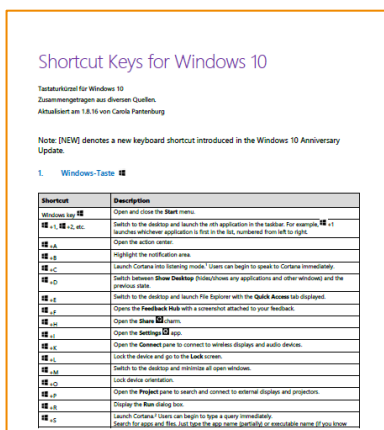 Shortcut Keys for Windows 10
Tastaturkürzel für Windows 10
Zusammengetragen aus diversen Quellen.
Aktualisiert am 1.8.16 von Carola Pantenburg
Note: [NEW] denotes a new keyboard shortcut introduced in the Windows 10 Anniversary
Update.
1. Windows-Taste
Shortcut Description
Windows key Open and close the Start menu.
+1, +2, etc. Switch to the desktop and launch the nth application in the taskbar. For example, +1
launches whichever application is first in the list, numbered from left to right.
+A Open the action center.
+B Highlight the notification area.
+C Launch Cortana into listening mode.¹ Users can begin to speak to Cortana immediately.
+D Switch between Show Desktop (hides/shows any applications and other windows) and the
previous state.
+E Switch to the desktop and launch File Explorer with the Quick Access tab displayed.
+F Opens the Feedback Hub with a screenshot attached to your feedback.
+H Open the Share charm.
+I Open the Settings app.
+K Open the Connect pane to connect to wireless displays and audio devices.
+L Lock the device and go to the Lock screen.
+M Switch to the desktop and minimize all open windows.
+O Lock device orientation.
+P Open the Project pane to search and connect to external displays and projectors.
+R Display the Run dialog box.
+S Launch Cortana.² Users can begin to type a query immediately.
Search for apps and files. Just type the app name (partially) or executable name (if you know